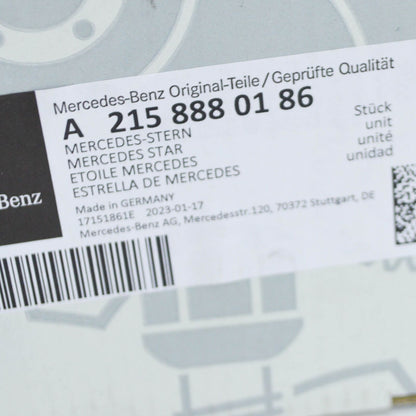 Mercedes-Benz Original-Teile/Geprüfte Qualität
A 215 888 01 86
Stück
MERCEDES-STERN
unit
MERCEDES STAR
unité
ETOILE MERCEDES
unidad
ESTRELLA DE MERCEDES
Made in GERMANY
17151861E 2023-01-17
Mercedes-Benz AG, Mercedesstr.120, 70372 Stuttgart, DE
Benz